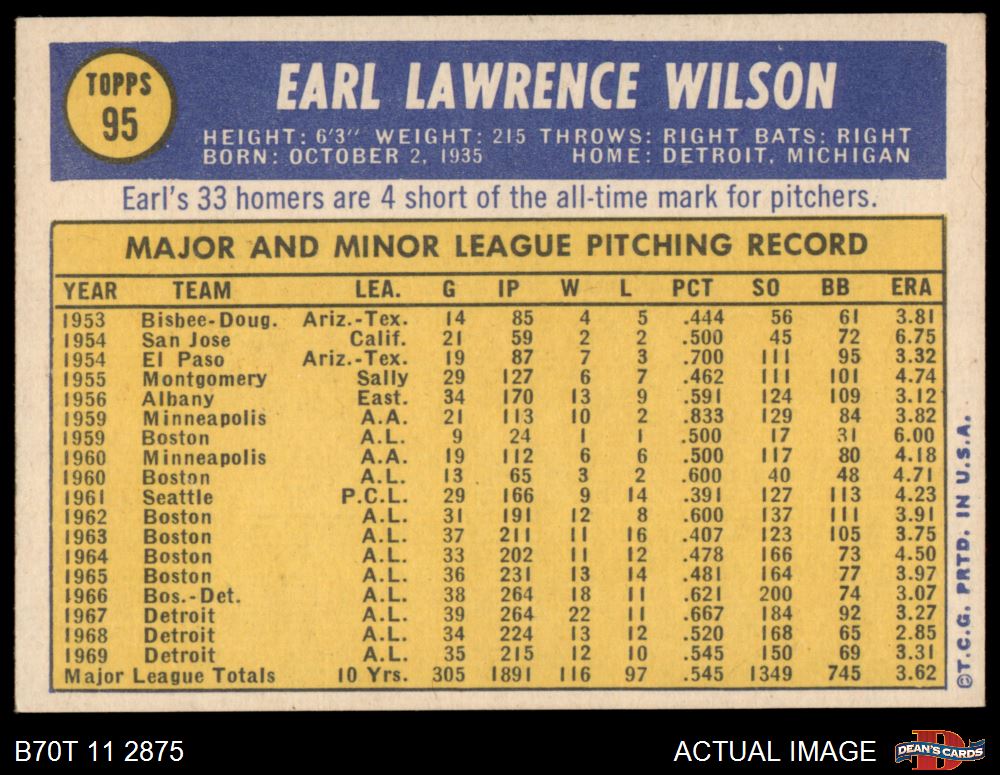 TOPPS
95
EARL LAWRENCE WILSON
HEIGHT: 6'3" WEIGHT: 215 THROWS: RIGHT BATS: RIGHT
BORN: OCTOBER 2, 1935 HOME: DETROIT, MICHIGAN
Earl's 33 homers are 4 short of the all-time mark for pitchers.
MAJOR AND MINOR LEAGUE PITCHING RECORD
YEAR TEAM LEA. G IP W L PCT SO BB ERA
1953 Bisbee-Doug. Ariz.-Tex. 14 85 4 5 .444 56 61 3.81
1954 San Jose Calif. 21 59 2 2 .500 45 72 6.75
1954 El Paso Ariz.-Tex. 19 87 7 3 .700 111 95 3.32
1955 Montgomery Sally 29 127 6 7 .462 111 101 4.74
1956 Albany East. 34 170 13 9 .591 124 109 3.12
1959 Minneapolis A.A. 21 113 10 2 .833 129 84 3.82
1959 Boston A.L. 9 24 1 1 .500 17 31 6.00
1960 Minneapolis A.A. 19 112 6 6 .500 117 80 4.18
1960 Boston A.L. 13 65 3 2 .600 40 48 4.71
1961 Seattle P.C.L. 29 166 9 14 .391 127 113 4.23
1962 Boston A.L. 31 191 12 8 .600 137 111 3.91
1963 Boston A.L. 37 211 11 16 .407 123 105 3.75
1964 Boston A.L. 33 202 11 12 .478 166 73 4.50
1965 Boston A.L. 36 231 13 14 .481 164 77 3.97
1966 Bos.-Det. A.L. 38 264 18 11 .621 200 74 3.07
1967 Detroit A.L. 39 264 22 11 .667 184 92 3.27
1968 Detroit A.L. 34 224 13 12 .520 168 65 2.85
1969 Detroit A.L. 35 215 12 10 .545 150 69 3.31
Major League Totals 10 Yrs. 305 1891 116 97 .545 1349 745 3.62
©T.C.G. PRTD. IN U.S.A.
B70T 11 2875
ACTUAL IMAGE
DEAN'S CARDS